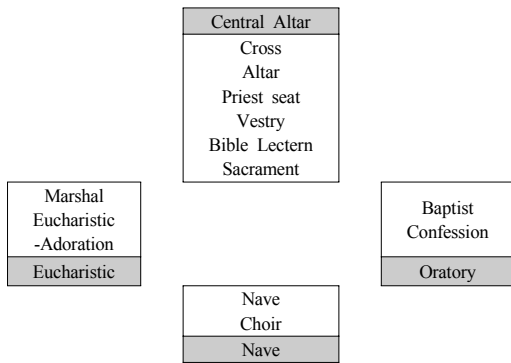 Central Altar
Cross
Altar
Priest seat
Vestry
Bible Lectern
Sacrament
Marshal
Eucharistic
-Adoration
Eucharistic
Baptist
Confession
Oratory
Nave
Choir
Nave